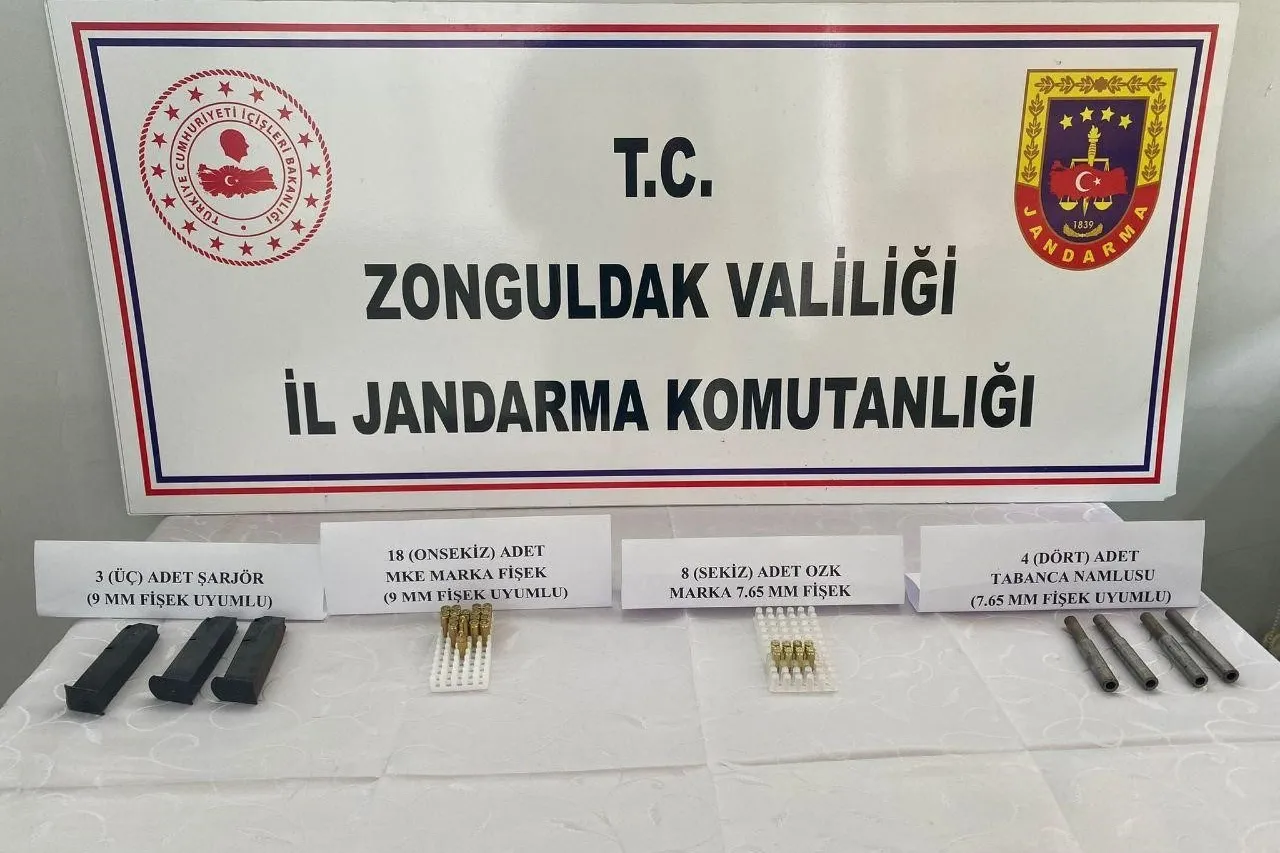 TÜRKİYE CUMHURİYETİ İÇİŞLERİ BAKANLIĞI
T.C.
ZONGULDAK VALİLİĞİ
İL JANDARMA KOMUTANLIĞI
1839
JANDARMA
3 (ÜÇ) ADET ŞARJÖR
(9 MM FİŞEK UYUMLU)
18 (ONSEKİZ) ADET
MKE MARKA FİŞEK
(9 MM FİŞEK UYUMLU)
8 (SEKİZ) ADET OZK
MARKA 7.65 MM FİŞEK
4 (DÖRT) ADET
TABANCA NAMLUSU
(7.65 MM FİŞEK UYUMLU)